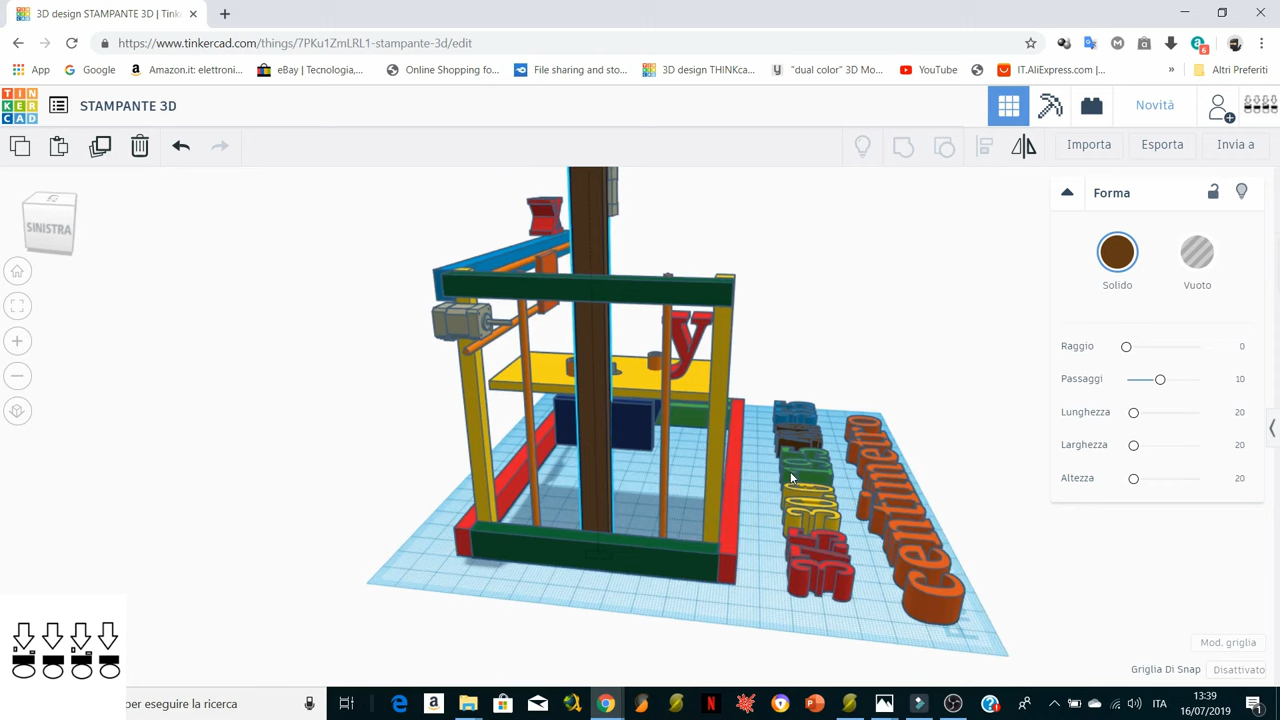 3D design STAMPANTE 3D | Tink
https://www.tinkercad.com/things/7PKu1ZmLRL1-stampante-3d/edit
6
App
Google
Amazon.it: elettroni...
eBay | Tecnologia,...
Online Shopping fo...
File sharing and sto...
3D design THINKca...
"dual color" 3D Mo...
YouTube
IT.AliExpress.com |...
»
Altri Preferiti
TIN
KER
CAD
STAMPANTE 3D
Novità
Importa
Esporta
Invia a
SINISTRA
Forma
Solido
Vuoto
Raggio 0
Passaggi 10
Lunghezza 20
Larghezza 20
Altezza 20
y
centimetro
Mod. griglia
Griglia Di Snap
Disattivato
per eseguire la ricerca
ITA
13:39
16/07/2019
1